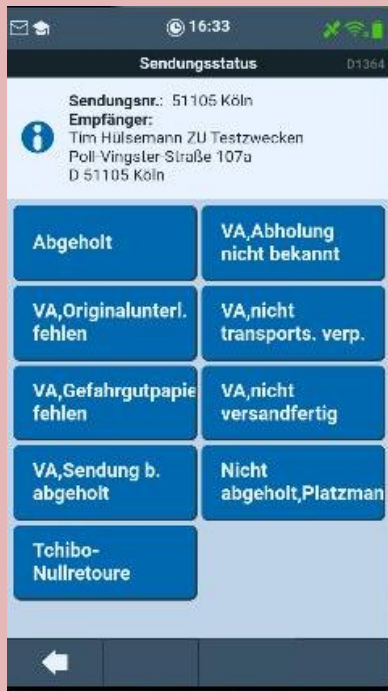 16:33
Sendungsstatus D1364
Sendungsnr.: 51105 Köln
Empfänger:
Tim Hülsemann ZU Testzwecken
Poll-Vingster-Straße 107a
D 51105 Köln
Abgeholt
VA,Abholung
nicht bekannt
VA,Originalunterl.
fehlen
VA,nicht
transports. verp.
VA,Gefahrgutpapie
fehlen
VA,nicht
versandfertig
VA,Sendung b.
abgeholt
Nicht
abgeholt,Platzman
Tchibo-
Nullretoure